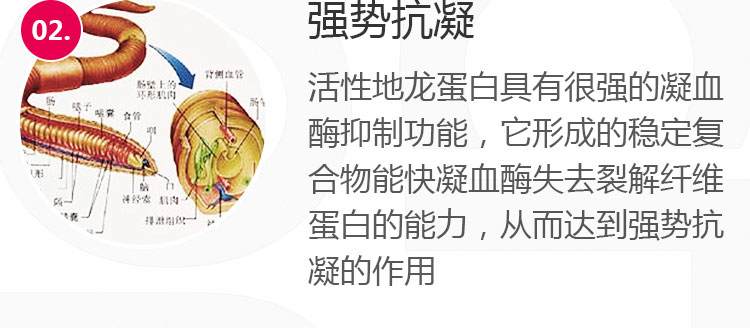 02.
强势抗凝
活性地龙蛋白具有很强的凝血
酶抑制功能，它形成的稳定复
合物能快凝血酶失去裂解纤维
蛋白的能力，从而达到强势抗
凝的作用
背侧血管
肠壁上的
环形肌肉
肠
嗉子
嗉囊
食管
咽
脑
口
神经索
肌肉
排泄组织
隔
囊